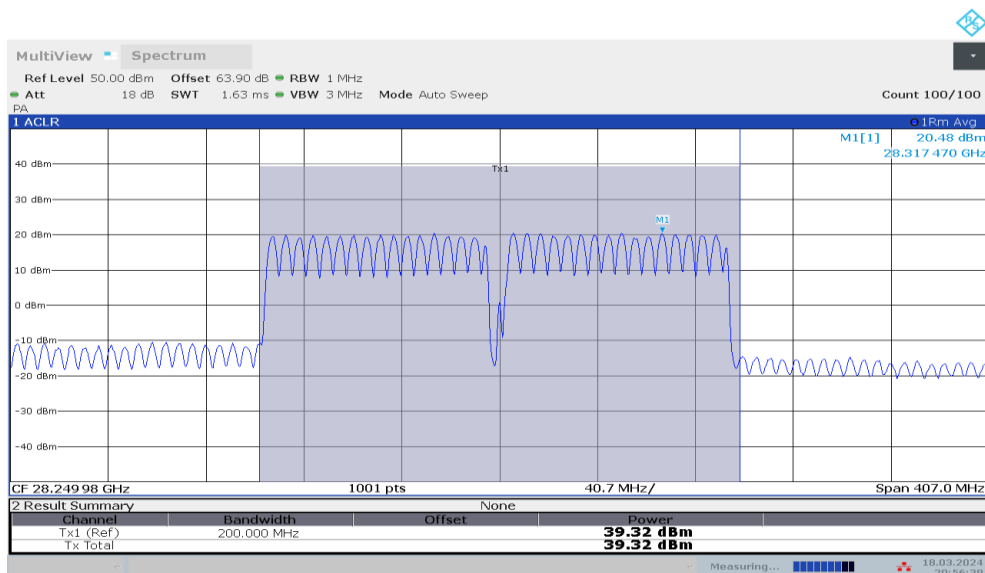 R&S
MultiView Spectrum
Ref Level 50.00 dBm Offset 63.90 dB RBW 1 MHz
Att 18 dB SWT 1.63 ms VBW 3 MHz Mode Auto Sweep Count 100/100
PA
1 ACLR 1Rm Avg
M1[1] 20.48 dBm
28.317 470 GHz
40 dBm
Tx1
30 dBm
M1
20 dBm
10 dBm
0 dBm
-10 dBm
-20 dBm
-30 dBm
-40 dBm
CF 28.249 98 GHz 1001 pts 40.7 MHz/ Span 407.0 MHz
2 Result Summary None
Channel Bandwidth Offset Power
Tx1 (Ref) 200.000 MHz 39.32 dBm
Tx Total 39.32 dBm
Measuring... 18.03.2024